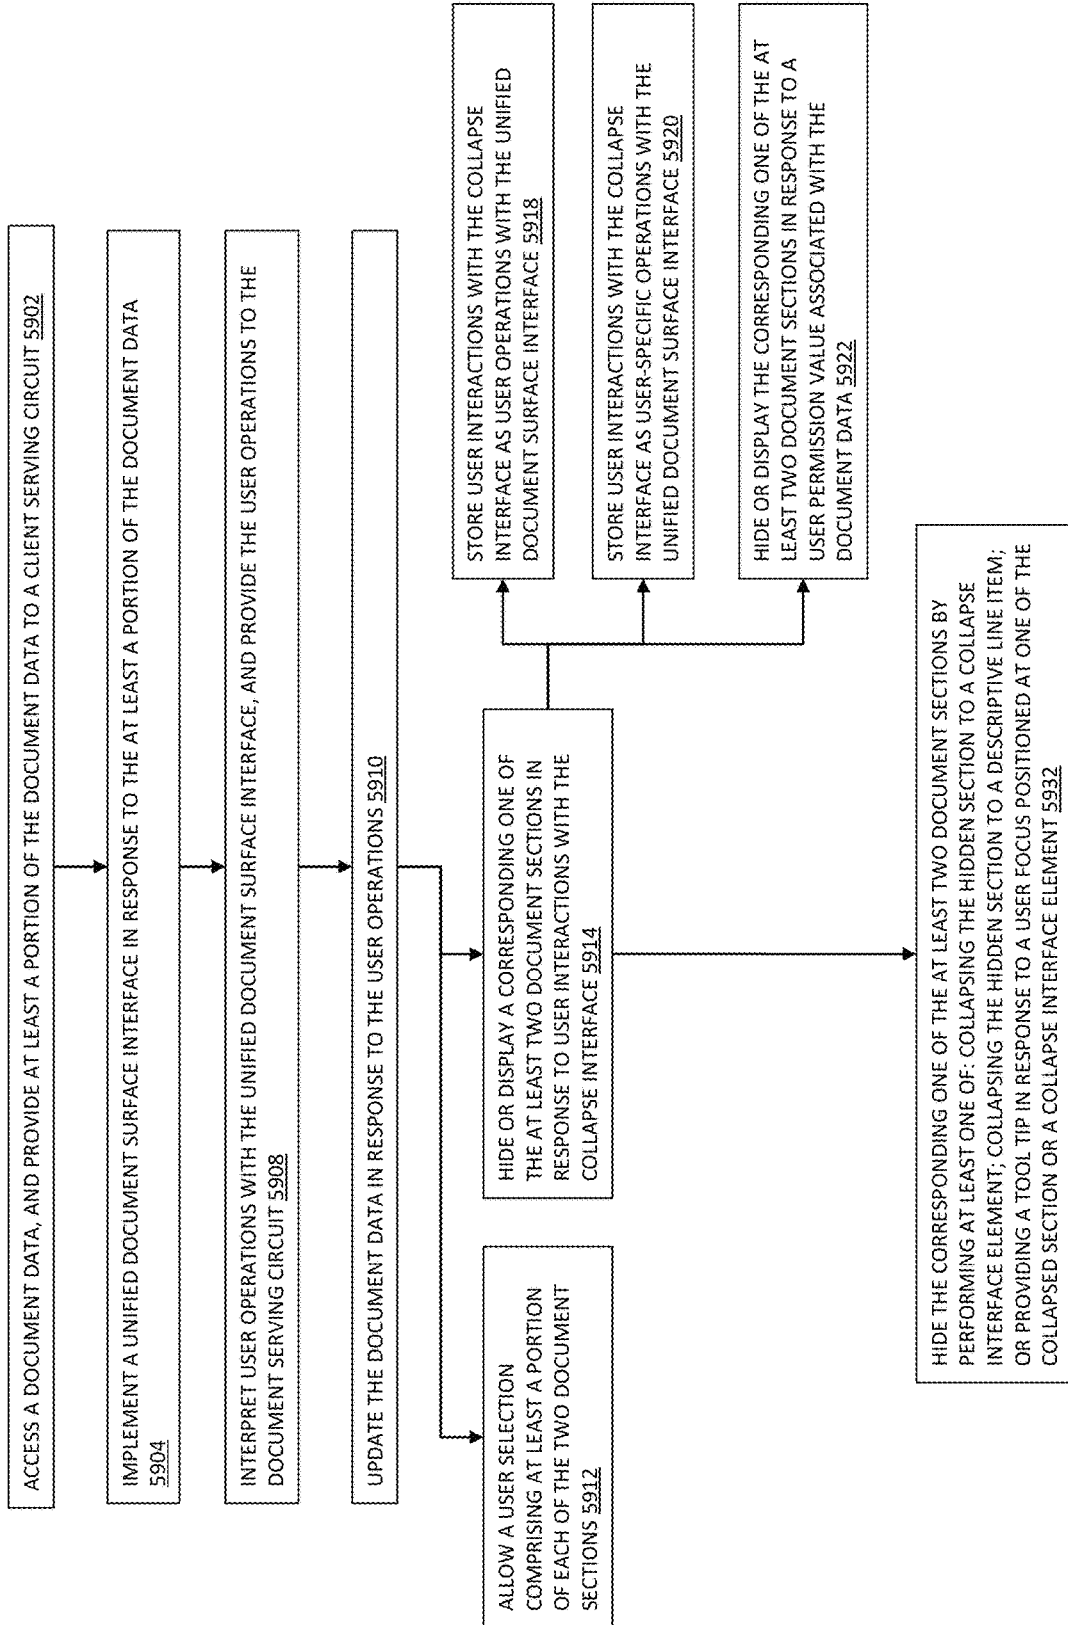 ACCESS A DOCUMENT DATA, AND PROVIDE AT LEAST A PORTION OF THE DOCUMENT DATA TO A CLIENT SERVING CIRCUIT 5902
IMPLEMENT A UNIFIED DOCUMENT SURFACE INTERFACE IN RESPONSE TO THE AT LEAST A PORTION OF THE DOCUMENT DATA
5904
INTERPRET USER OPERATIONS WITH THE UNIFIED DOCUMENT SURFACE INTERFACE, AND PROVIDE THE USER OPERATIONS TO THE
DOCUMENT SERVING CIRCUIT 5908
UPDATE THE DOCUMENT DATA IN RESPONSE TO THE USER OPERATIONS 5910
ALLOW A USER SELECTION
COMPRISING AT LEAST A PORTION
OF EACH OF THE TWO DOCUMENT
SECTIONS 5912
HIDE OR DISPLAY A CORRESPONDING ONE OF
THE AT LEAST TWO DOCUMENT SECTIONS IN
RESPONSE TO USER INTERACTIONS WITH THE
COLLAPSE INTERFACE 5914
STORE USER INTERACTIONS WITH THE COLLAPSE
INTERFACE AS USER OPERATIONS WITH THE UNIFIED
DOCUMENT SURFACE INTERFACE 5918
STORE USER INTERACTIONS WITH THE COLLAPSE
INTERFACE AS USER-SPECIFIC OPERATIONS WITH THE
UNIFIED DOCUMENT SURFACE INTERFACE 5920
HIDE OR DISPLAY THE CORRESPONDING ONE OF THE AT
LEAST TWO DOCUMENT SECTIONS IN RESPONSE TO A
USER PERMISSION VALUE ASSOCIATED WITH THE
DOCUMENT DATA 5922
HIDE THE CORRESPONDING ONE OF THE AT LEAST TWO DOCUMENT SECTIONS BY
PERFORMING AT LEAST ONE OF: COLLAPSING THE HIDDEN SECTION TO A COLLAPSE
INTERFACE ELEMENT; COLLAPSING THE HIDDEN SECTION TO A DESCRIPTIVE LINE ITEM;
OR PROVIDING A TOOL TIP IN RESPONSE TO A USER FOCUS POSITIONED AT ONE OF THE
COLLAPSED SECTION OR A COLLAPSE INTERFACE ELEMENT 5932